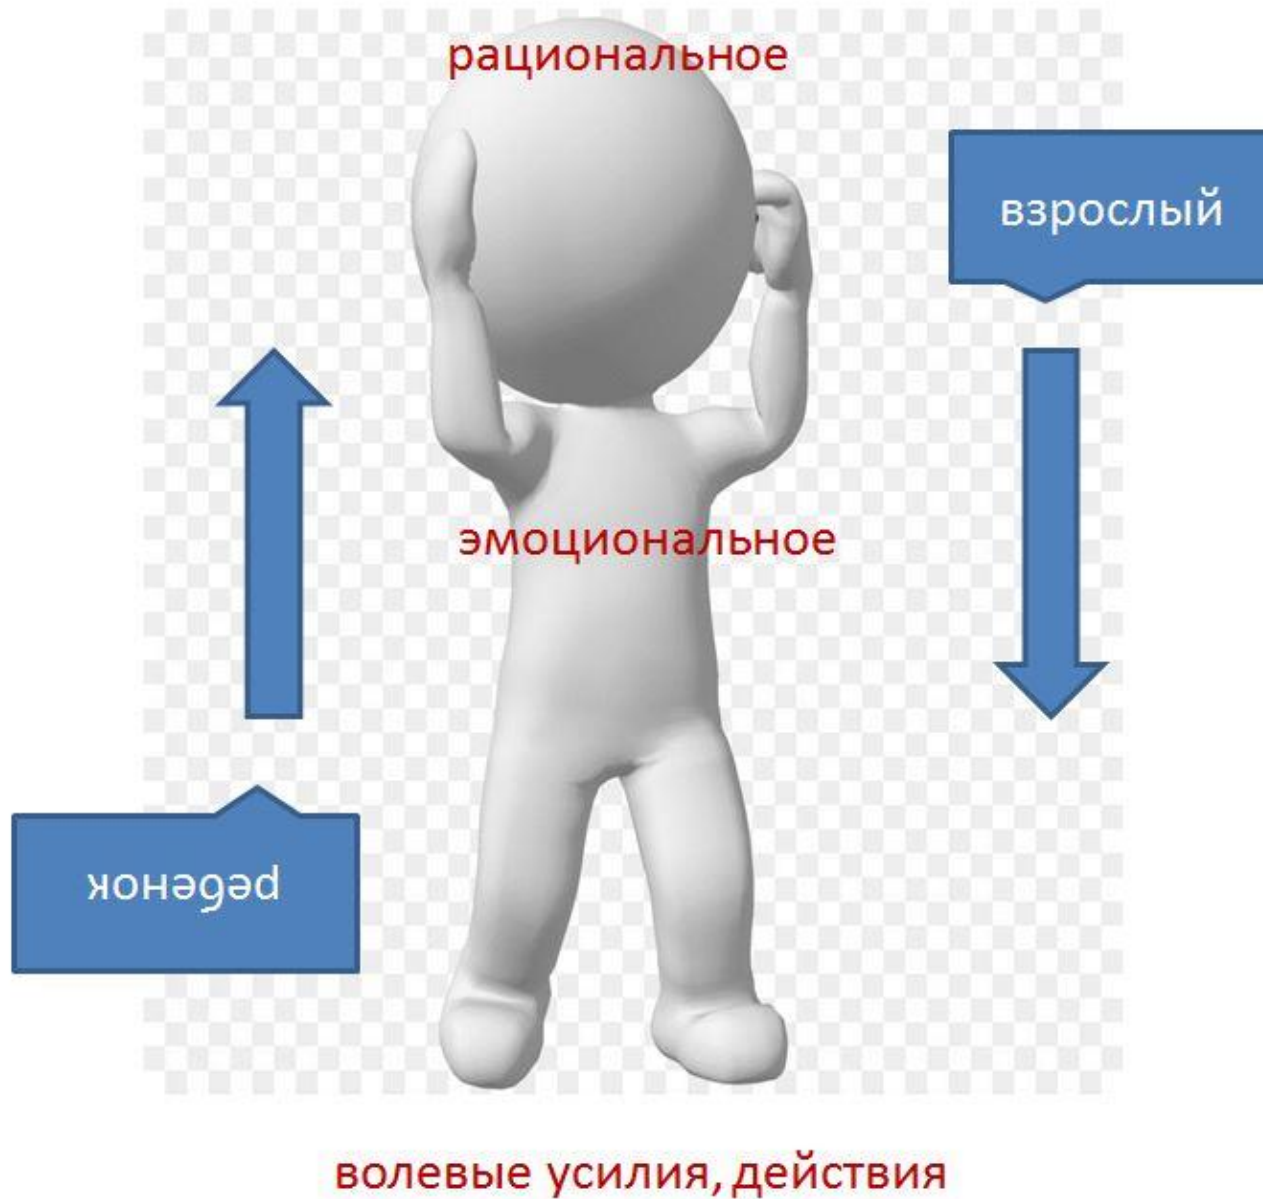 рациональное
взрослый
эмоциональное
ребенок
волевые усилия, действия